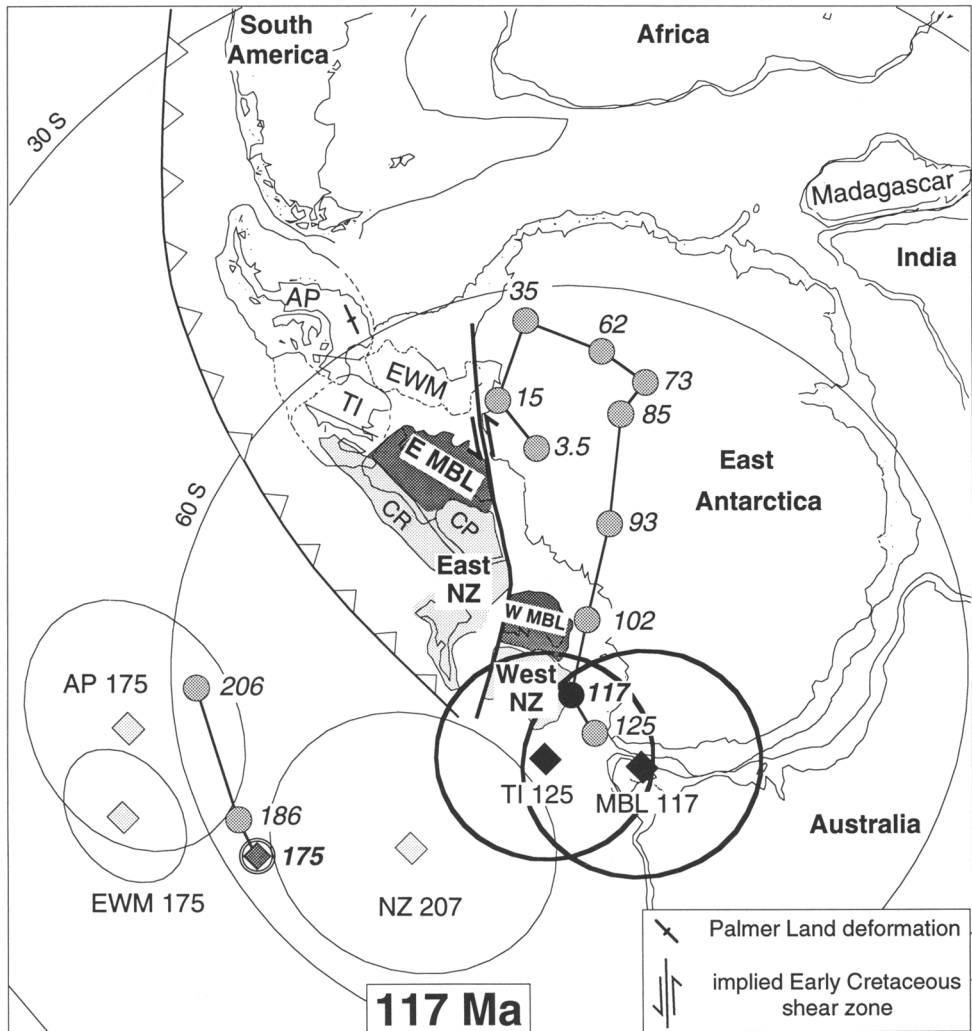 South
America
Africa
30 S
Madagascar
India
AP
35
62
EWM
73
TI
15
85
3.5
E MBL
East
Antarctica
60 S
CR
CP
93
East
NZ
W MBL
102
West
NZ
AP 175
206
117
125
TI 125
MBL 117
186
Australia
175
EWM 175
NZ 207
Palmer Land deformation
implied Early Cretaceous
shear zone
117 Ma